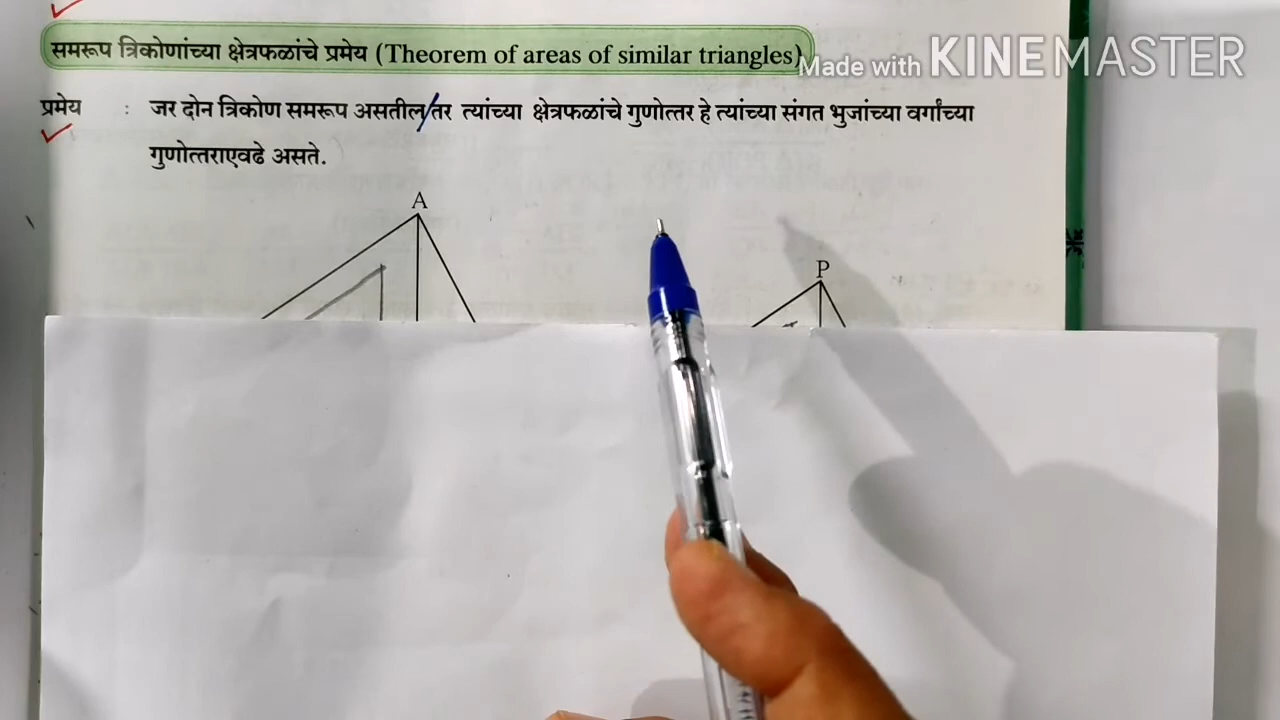 समरूप त्रिकोणांच्या क्षेत्रफळांचे प्रमेय (Theorem of areas of similar triangles)
Made with KINEMASTER
प्रमेय : जर दोन त्रिकोण समरूप असतील तर त्यांच्या क्षेत्रफळांचे गुणोत्तर हे त्यांच्या संगत भुजांच्या वर्गांच्या
गुणोत्तराएवढे असते.
A
P